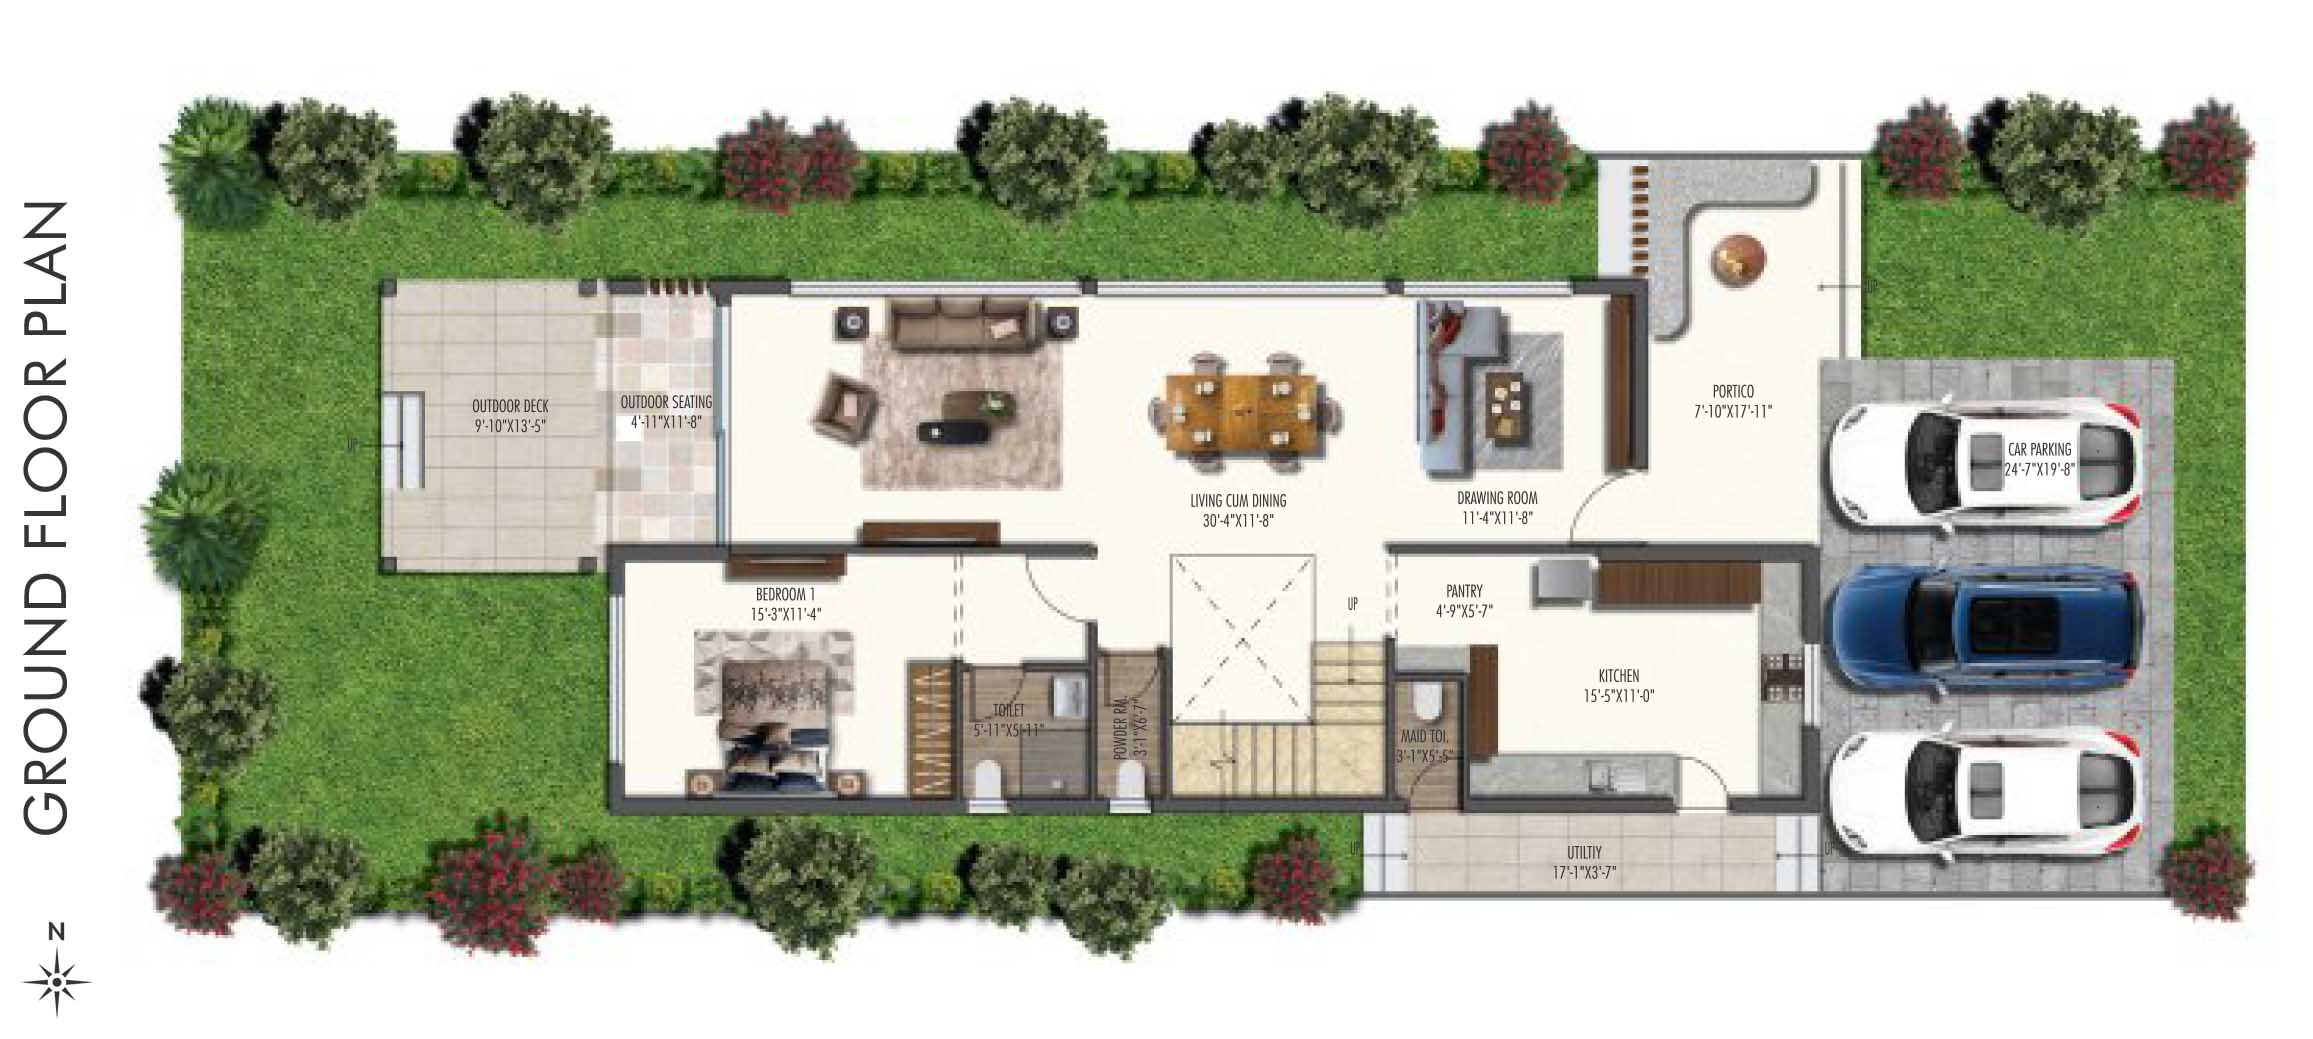 GROUND FLOOR PLAN
N
OUTDOOR DECK
9'-10"X13'-5"
UP
OUTDOOR SEATING
4'-11"X11'-8"
LIVING CUM DINING
30'-4"X11'-8"
DRAWING ROOM
11'-4"X11'-8"
PORTICO
7'-10"X17'-11"
UP
CAR PARKING
24'-7"X19'-8"
BEDROOM 1
15'-3"X11'-4"
UP
PANTRY
4'-9"X5'-7"
KITCHEN
15'-5"X11'-0"
TOILET
5'-11"X5'-11"
POWDER RM.
3'-1"X6'-7"
MAID TOI.
3'-1"X5'-5"
UP
UTILTIY
17'-1"X3'-7"
UP